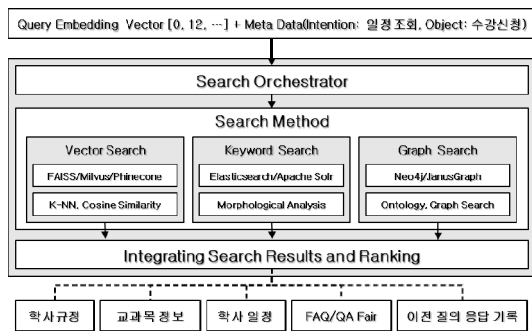 Query Embedding Vector [0, 12, …] + Meta Data(Intention: 일정조회, Object: 수강신청)
Search Orchestrator
Search Method
Vector Search
FAISS/Milvus/Phinecone
K-NN, Cosine Similarity
Keyword Search
Elasticsearch/Apache Solr
Morphological Analysis
Graph Search
Neo4j/JanusGraph
Ontology, Graph Search
Integrating Search Results and Ranking
학사규정
교과목 정보
학사 일정
FAQ/QA Fair
이전 질의 응답 기록